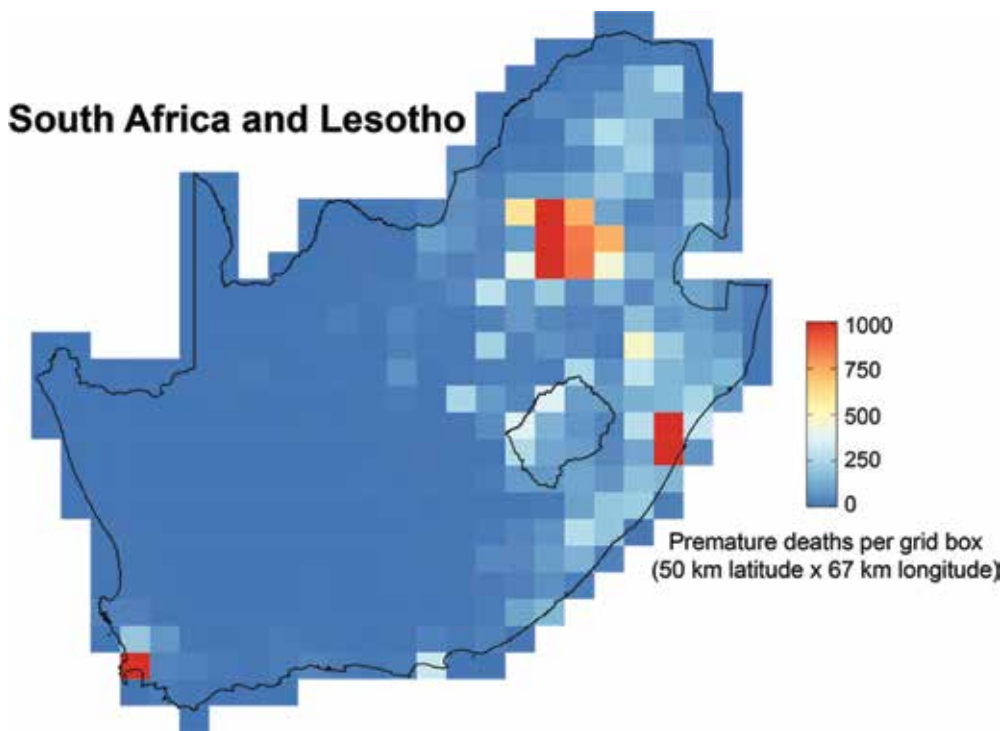 South Africa and Lesotho
1000
750
500
250
0
Premature deaths per grid box
(50 km latitude x 67 km longitude)